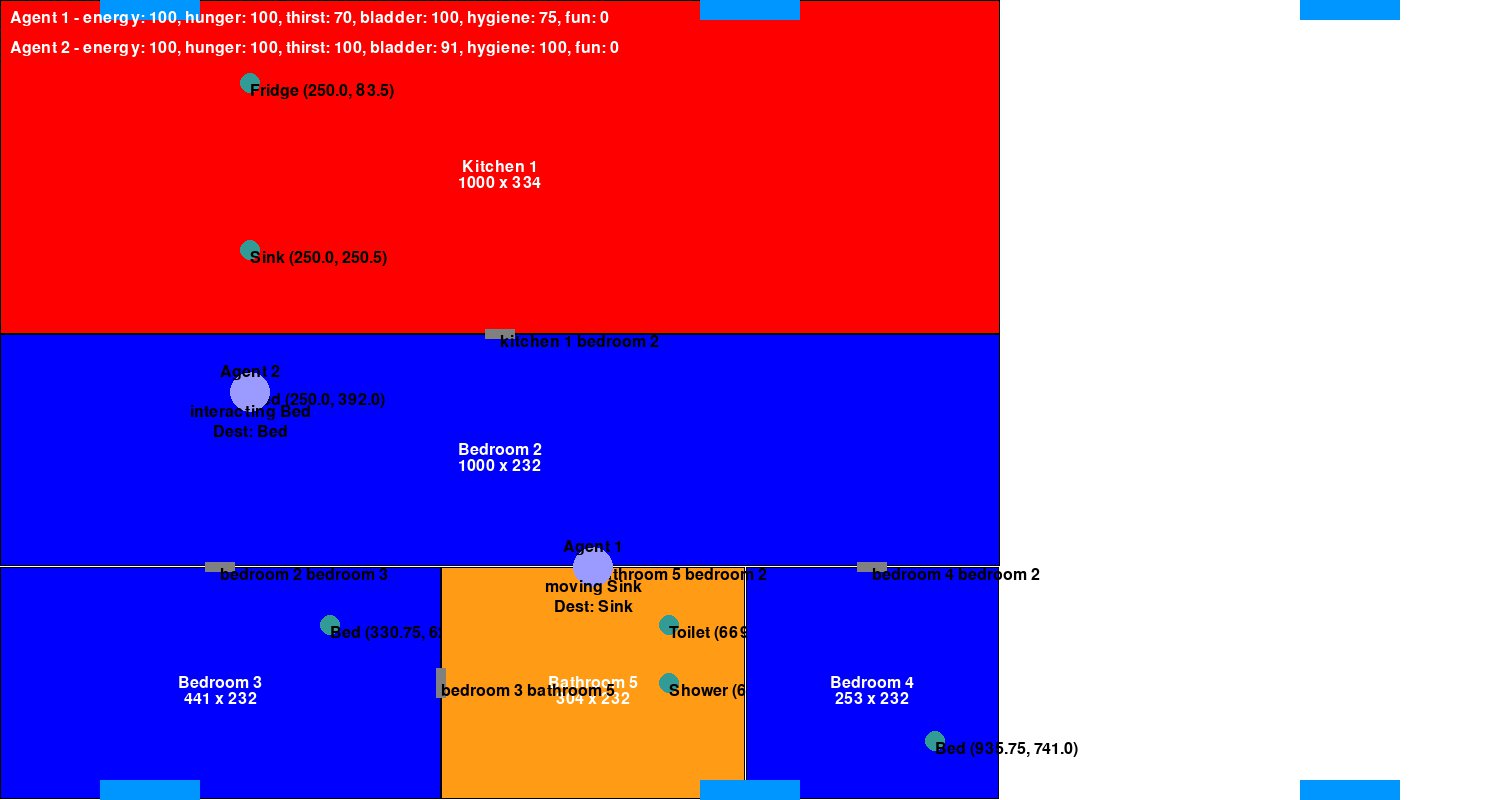 Agent 1 - energy: 100, hunger: 100, thirst: 70, bladder: 100, hygiene: 75, fun: 0
Agent 2 - energy: 100, hunger: 100, thirst: 100, bladder: 91, hygiene: 100, fun: 0
Fridge (250.0, 83.5)
Kitchen 1
1000 x 334
Sink (250.0, 250.5)
kitchen 1 bedroom 2
Agent 2
(250.0, 392.0)
interacting Bed
Dest: Bed
Bedroom 2
1000 x 232
Agent 1
bedroom 2 bedroom 3
throom 5 bedroom 2
bedroom 4 bedroom 2
moving Sink
Dest: Sink
Bed (330.75, 6
Toilet (669
Bedroom 3
441 x 232
bedroom 3 bathroom 5
Bathroom 5
304 x 232
Shower (6
Bedroom 4
253 x 232
Bed (935.75, 741.0)